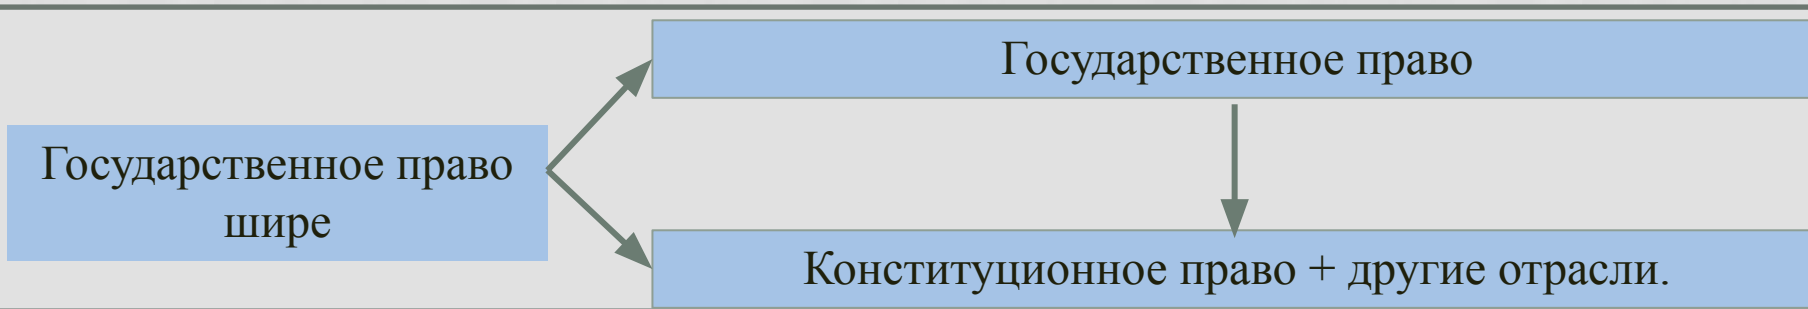 Государственное право
Государственное право
шире
Конституционное право + другие отрасли.